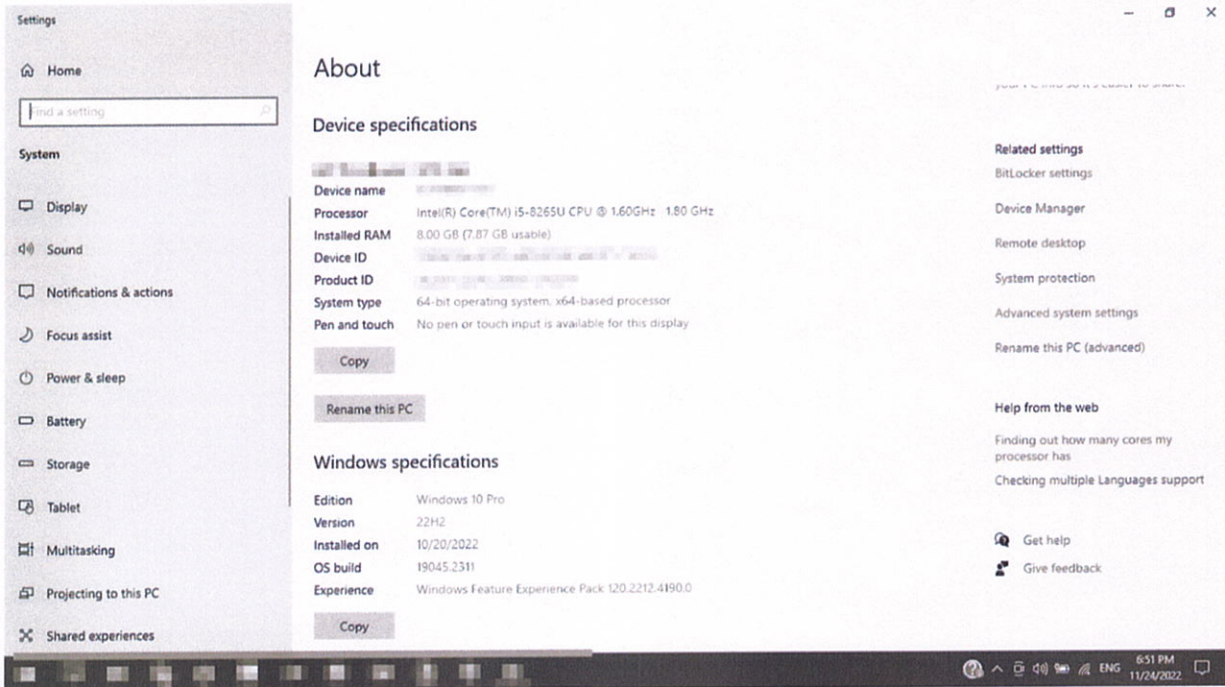 Settings
Home
Find a setting
System
Display
Sound
Notifications & actions
Focus assist
Power & sleep
Battery
Storage
Tablet
Multitasking
Projecting to this PC
Shared experiences
About
Device specifications
Device name
Processor Intel(R) Core(TM) i5-8265U CPU @ 1.60GHz 1.80 GHz
Installed RAM 8.00 GB (7.87 GB usable)
Device ID
Product ID
System type 64-bit operating system, x64-based processor
Pen and touch No pen or touch input is available for this display
Copy
Rename this PC
Windows specifications
Edition Windows 10 Pro
Version 22H2
Installed on 10/20/2022
OS build 19045.2311
Experience Windows Feature Experience Pack 120.2212.4190.0
Copy
Related settings
BitLocker settings
Device Manager
Remote desktop
System protection
Advanced system settings
Rename this PC (advanced)
Help from the web
Finding out how many cores my
processor has
Checking multiple Languages support
Get help
Give feedback
ENG
6:51 PM
11/24/2022